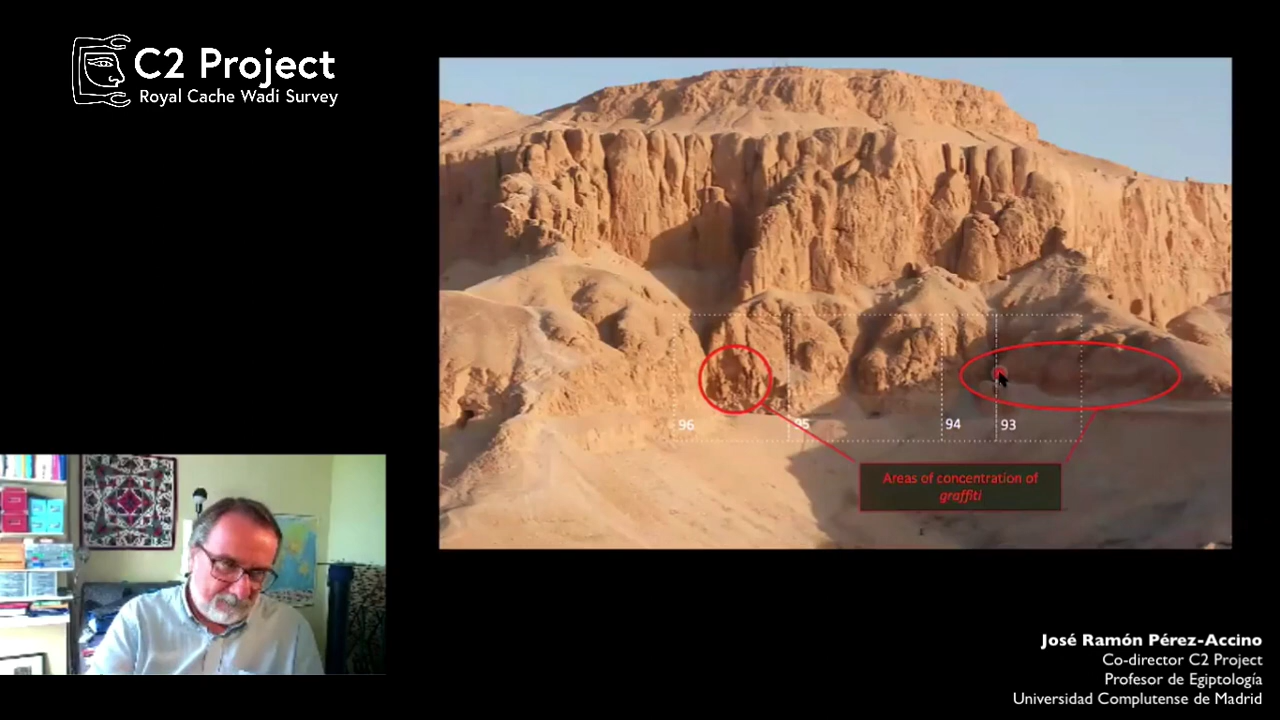 C2 Project
Royal Cache Wadi Survey
96
95
94
93
Areas of concentration of
graffiti
José Ramón Pérez-Accino
Co-director C2 Project
Profesor de Egiptología
Universidad Complutense de Madrid